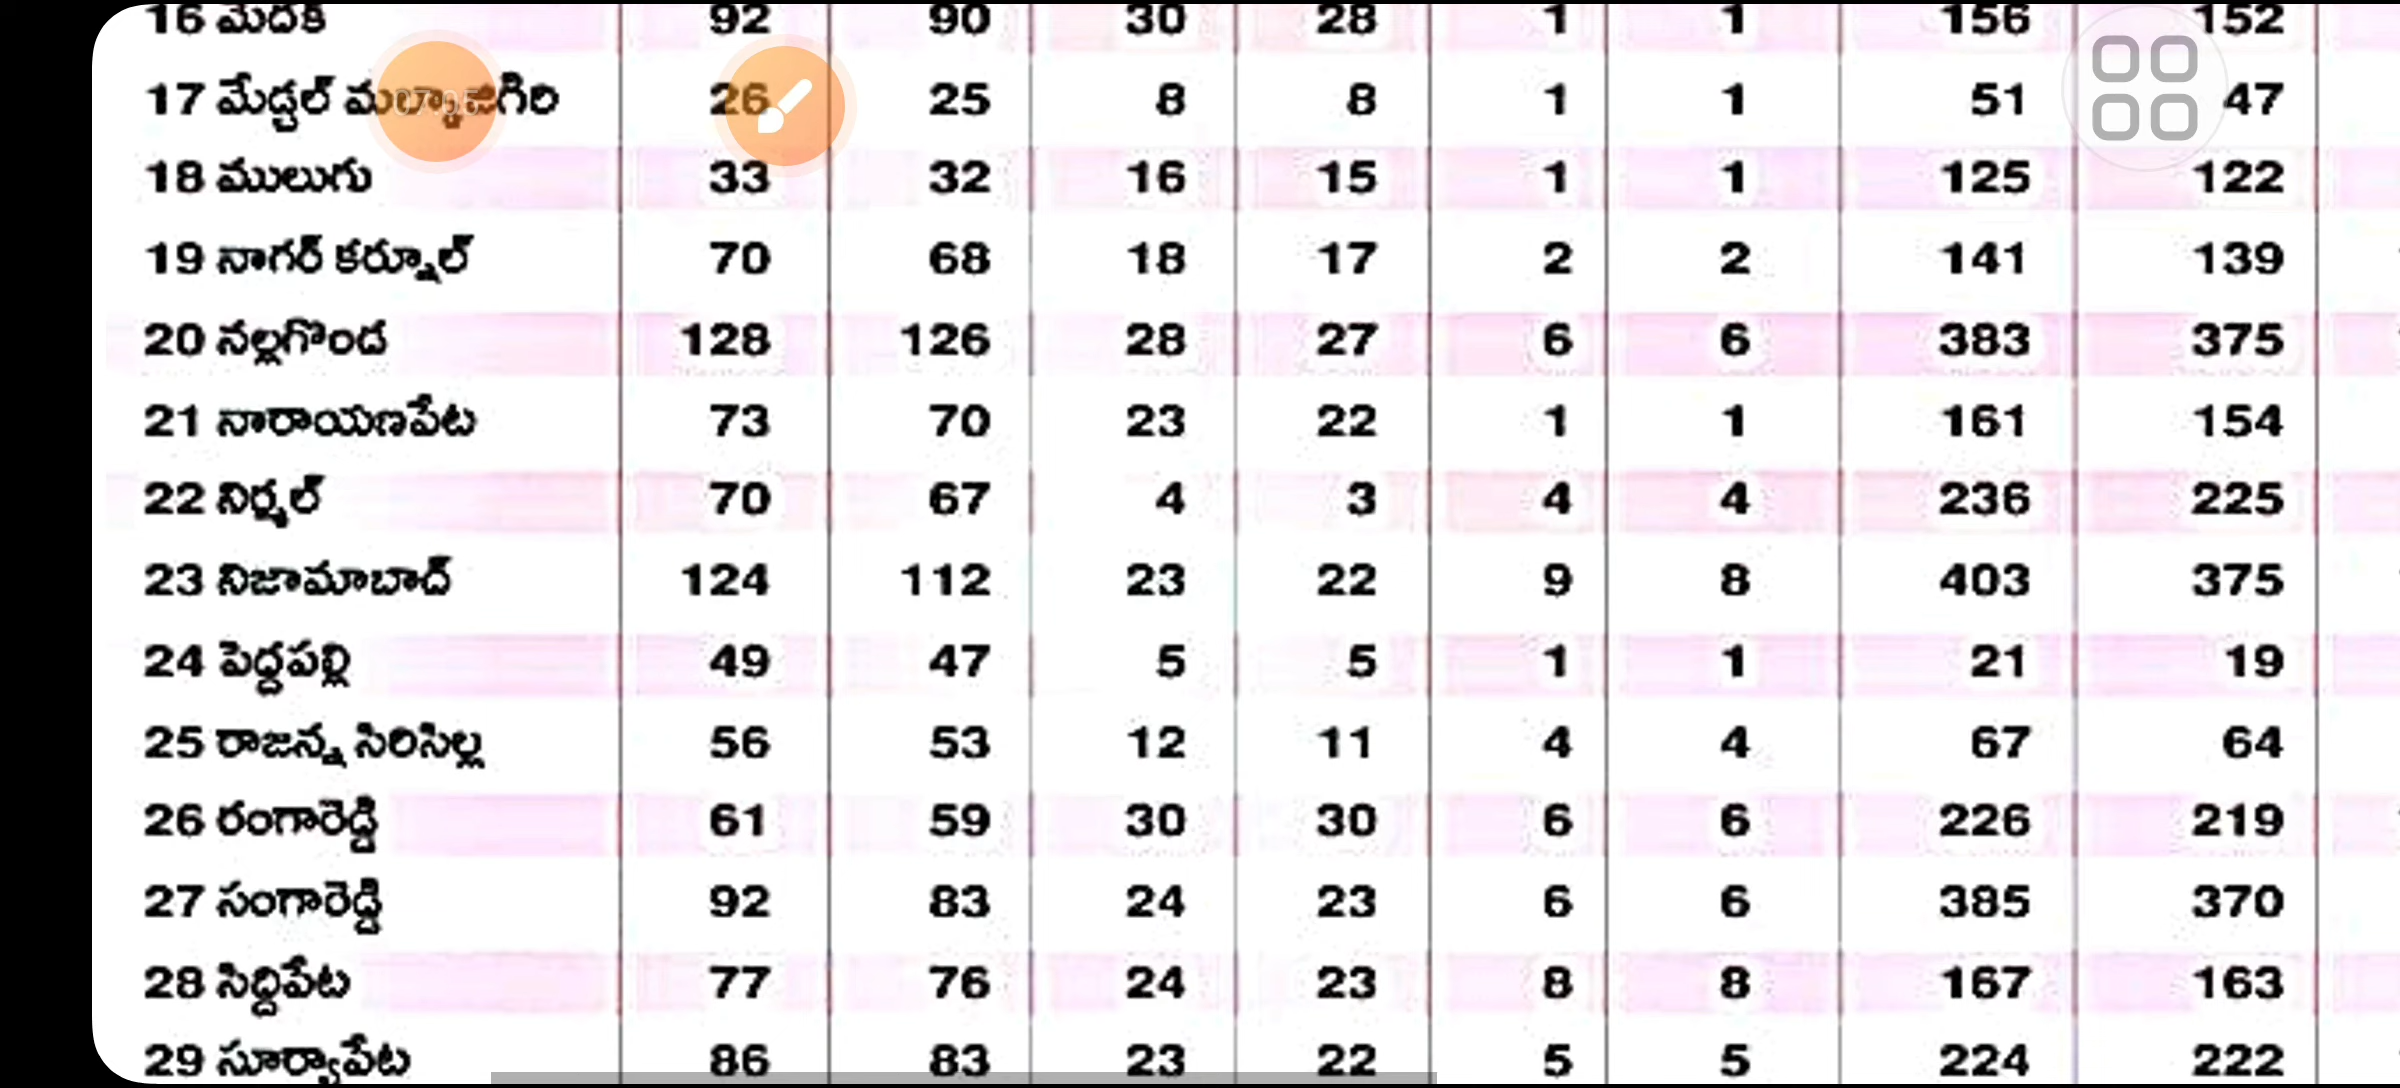 16 మెదక్ 92 90 30 28 1 1 156 152
17 మేడ్చల్ మల్కాజిగిరి 26 25 8 8 1 1 51 47
18 ములుగు 33 32 16 15 1 1 125 122
19 నాగర్ కర్నూల్ 70 68 18 17 2 2 141 139
20 నల్లగొండ 128 126 28 27 6 6 383 375
21 నారాయణపేట 73 70 23 22 1 1 161 154
22 నిర్మల్ 70 67 4 3 4 4 236 225
23 నిజామాబాద్ 124 112 23 22 9 8 403 375
24 పెద్దపల్లి 49 47 5 5 1 1 21 19
25 రాజన్న సిరిసిల్ల 56 53 12 11 4 4 67 64
26 రంగారెడ్డి 61 59 30 30 6 6 226 219
27 సంగారెడ్డి 92 83 24 23 6 6 385 370
28 సిద్దిపేట 77 76 24 23 8 8 167 163
29 సూర్యాపేట 86 83 23 22 5 5 224 222